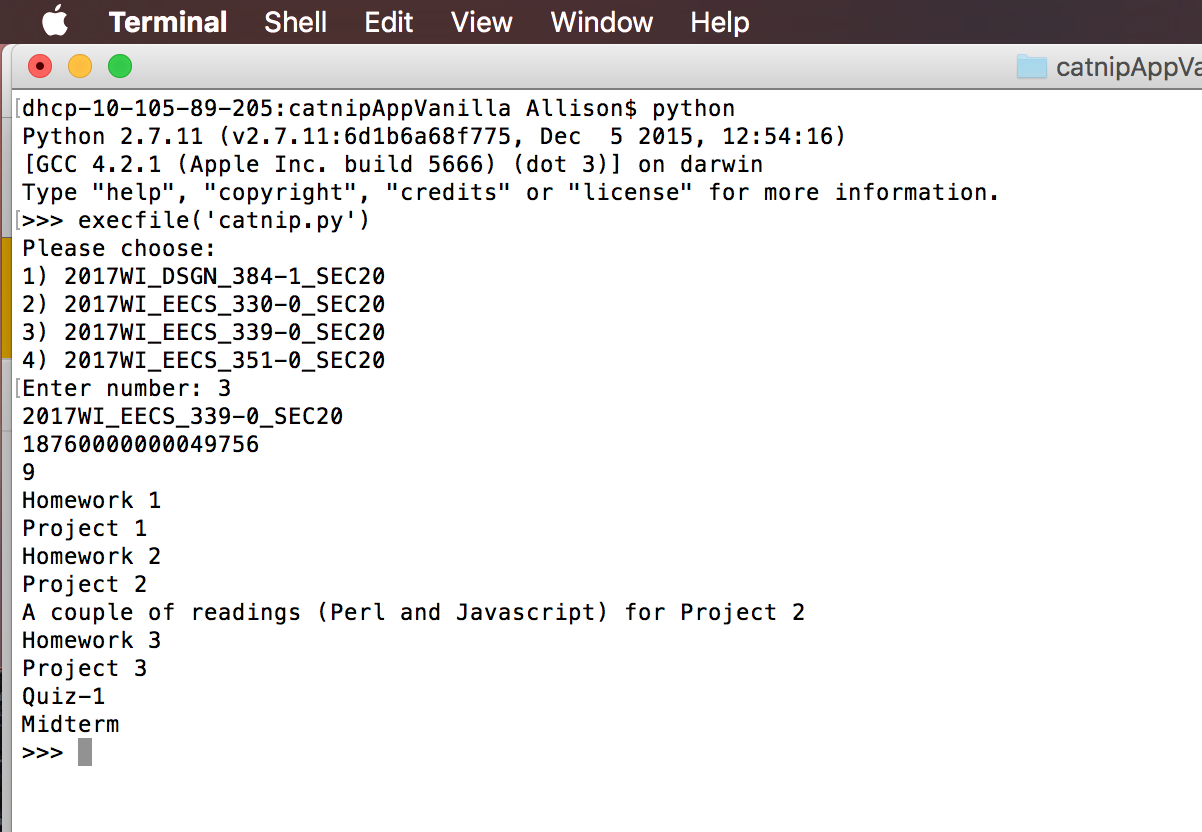 Terminal Shell Edit View Window Help
catnipAppVa
[dhcp-10-105-89-205:catnipAppVanilla Allison$ python
Python 2.7.11 (v2.7.11:6d1b6a68f775, Dec  5 2015, 12:54:16)
[GCC 4.2.1 (Apple Inc. build 5666) (dot 3)] on darwin
Type "help", "copyright", "credits" or "license" for more information.
[>>> execfile('catnip.py')
Please choose:
1) 2017WI_DSGN_384-1_SEC20
2) 2017WI_EECS_330-0_SEC20
3) 2017WI_EECS_339-0_SEC20
4) 2017WI_EECS_351-0_SEC20
[Enter number: 3
2017WI_EECS_339-0_SEC20
18760000000049756
9
Homework 1
Project 1
Homework 2
Project 2
A couple of readings (Perl and Javascript) for Project 2
Homework 3
Project 3
Quiz-1
Midterm
>>>